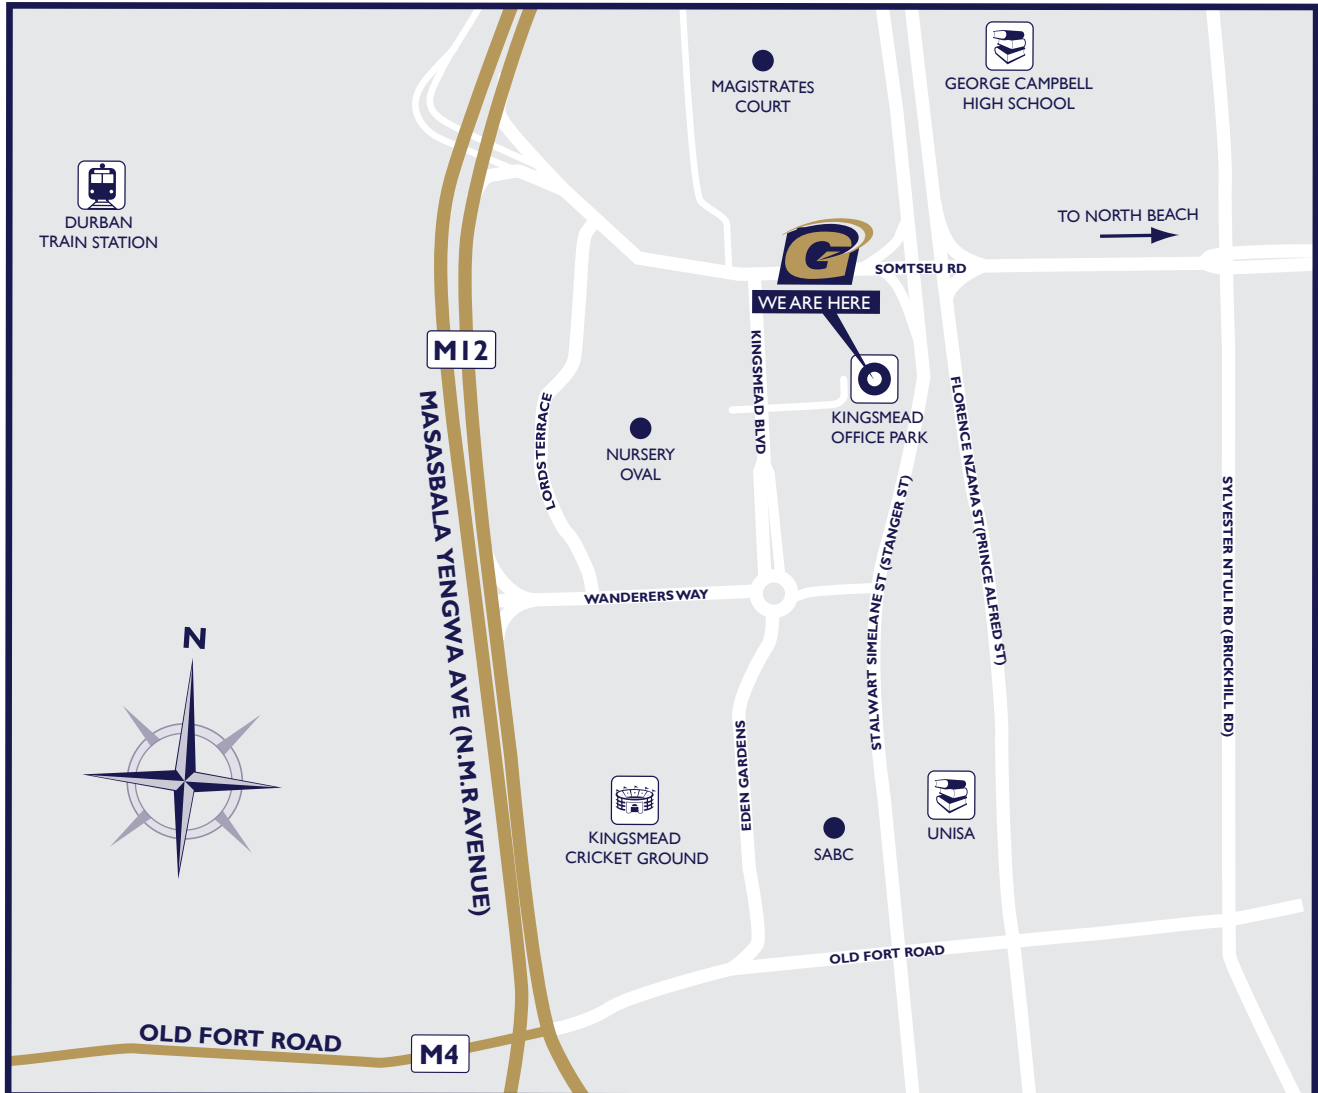 MAGISTRATES
COURT
GEORGE CAMPBELL
HIGH SCHOOL
DURBAN
TRAIN STATION
TO NORTH BEACH
G
SOMTSEU RD
WE ARE HERE
M12
KINGSMEAD BLVD
KINGSMEAD
OFFICE PARK
MASASBALA YENGWA AVE (N.M.R AVENUE)
LORDS TERRACE
NURSERY
OVAL
FLORENCE NZAMA ST (PRINCE ALFRED ST)
STALWART SIMELANE ST (STANGER ST)
SYLVESTER NTULI RD (BRICKHILL RD)
WANDERERS WAY
N
EDEN GARDENS
KINGSMEAD
CRICKET GROUND
SABC
UNISA
OLD FORT ROAD
OLD FORT ROAD
M4